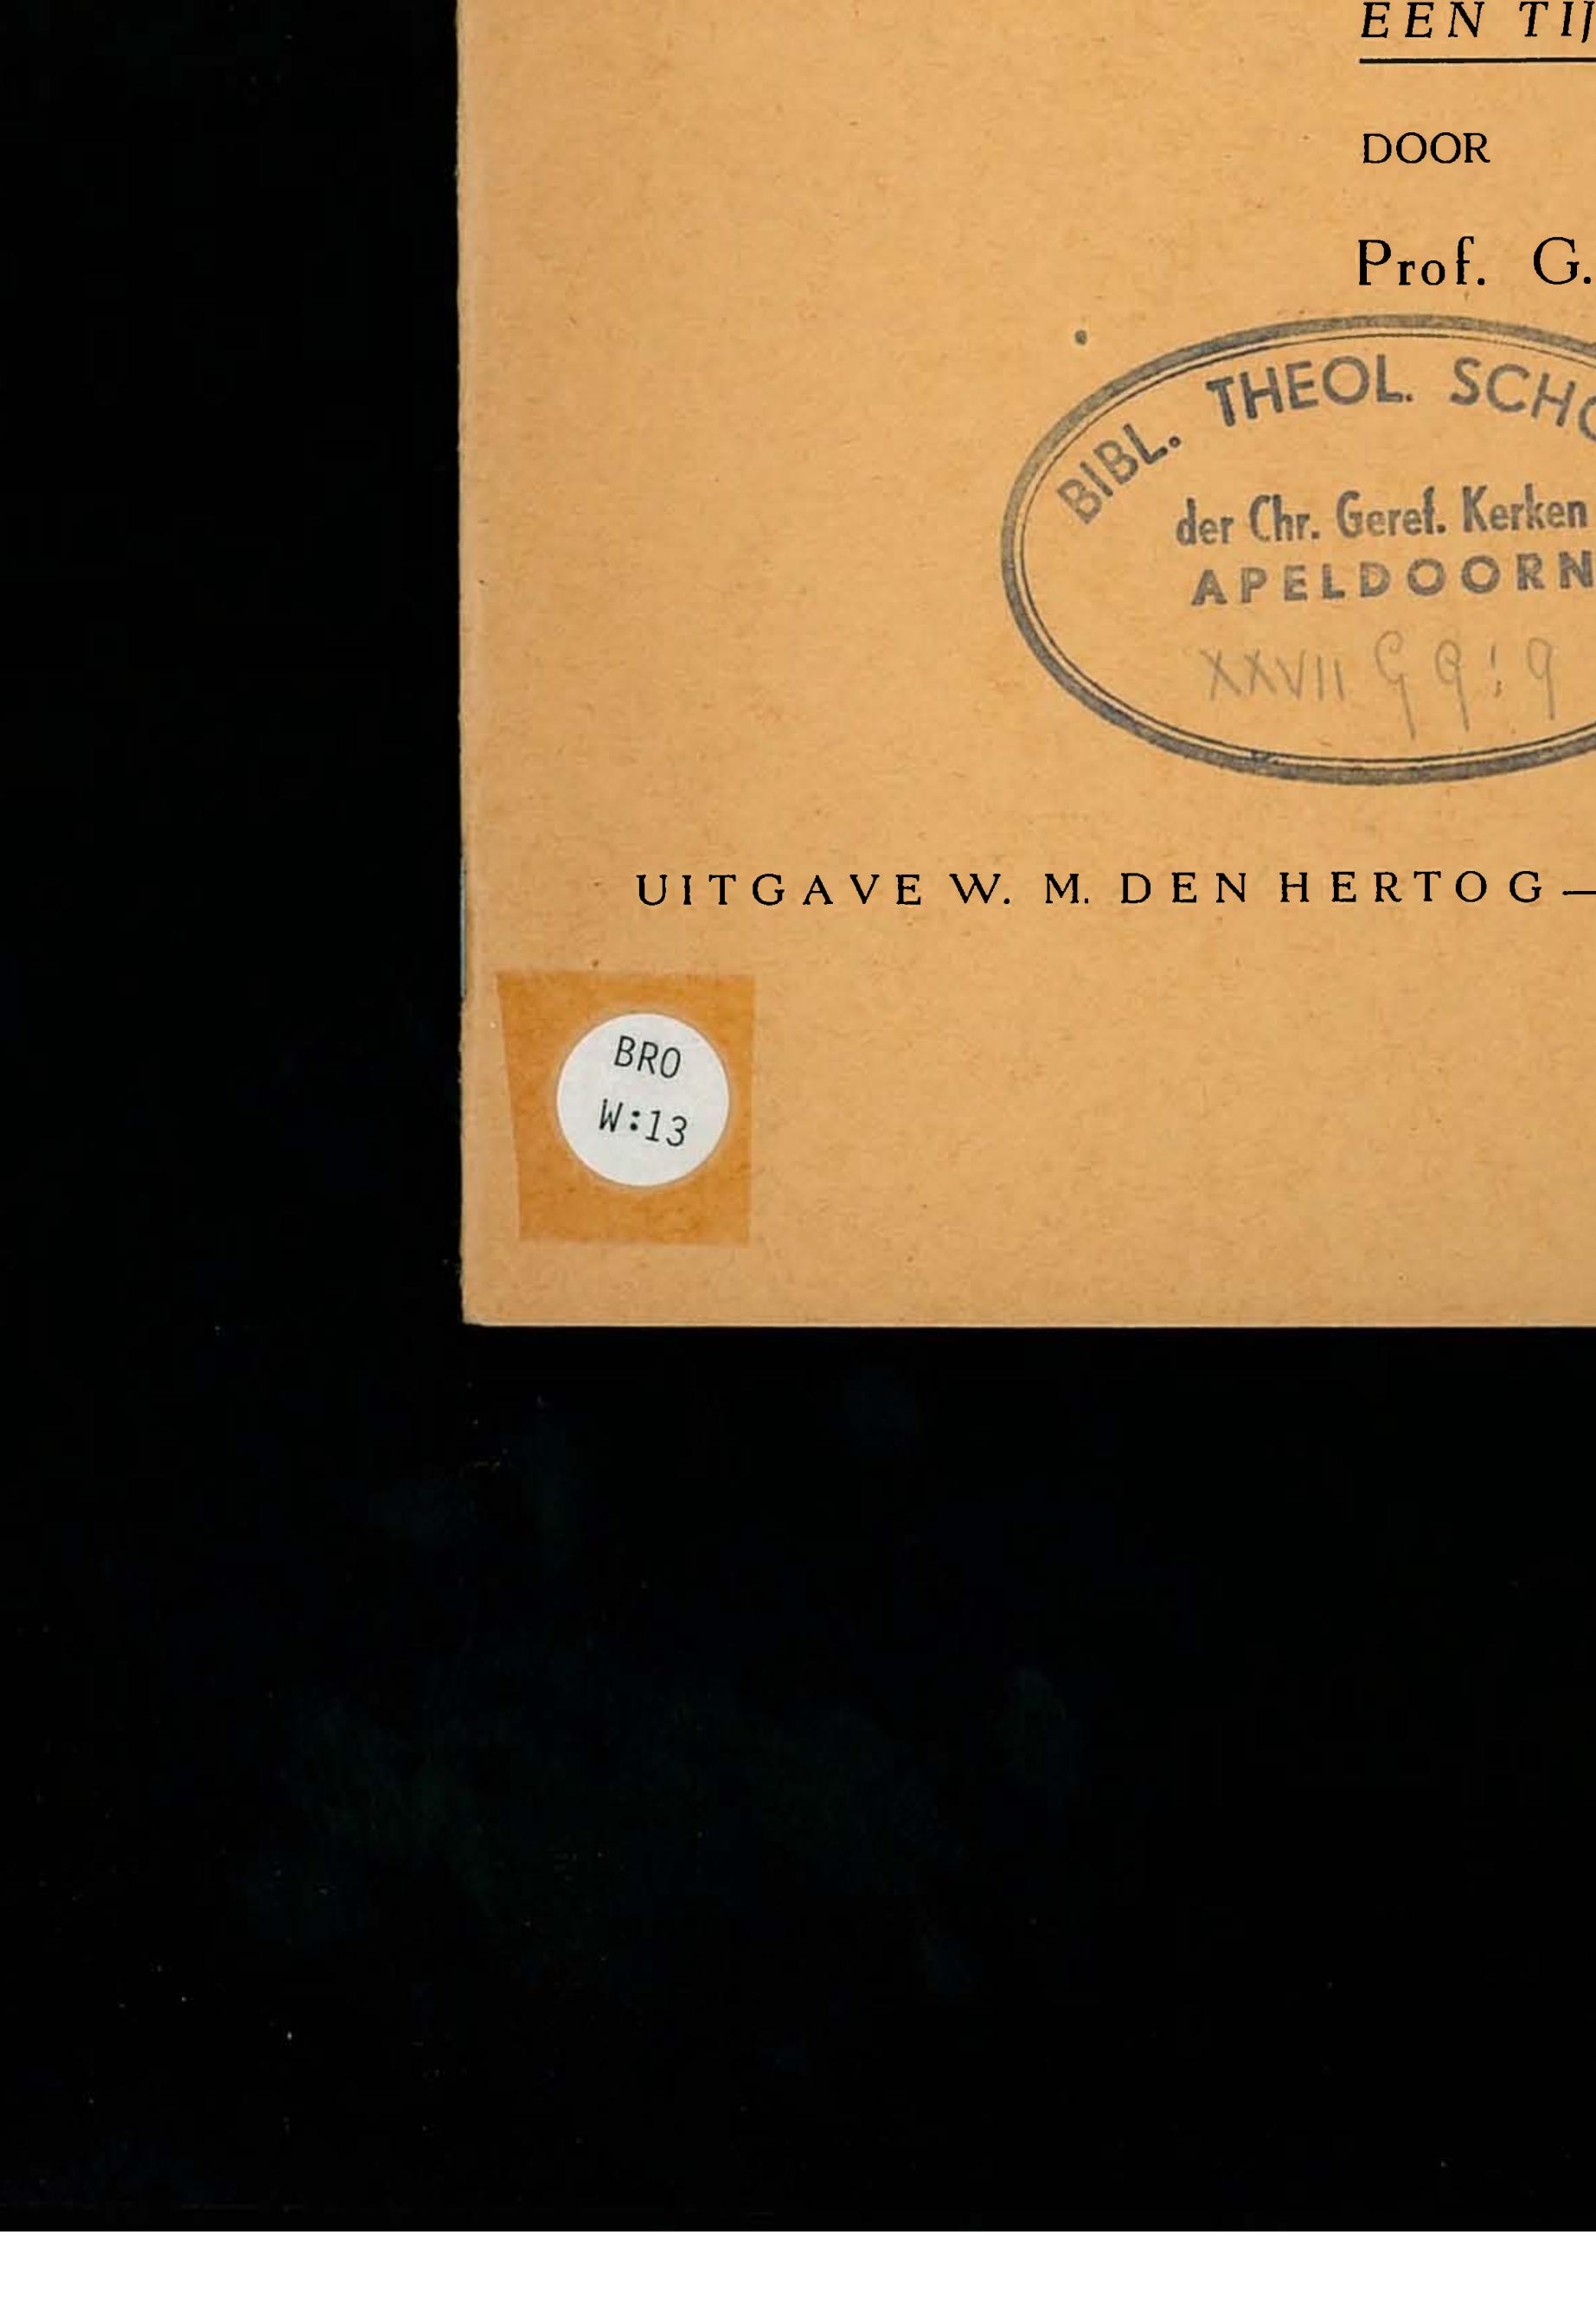 EEN TIJ
DOOR
Prof. G.
BIBL. THEOL. SCHO
der Chr. Geref. Kerken
APELDOORN
XXVII G 9:9
UITGAVE W. M. DEN HERTOG —
BRO
W:13